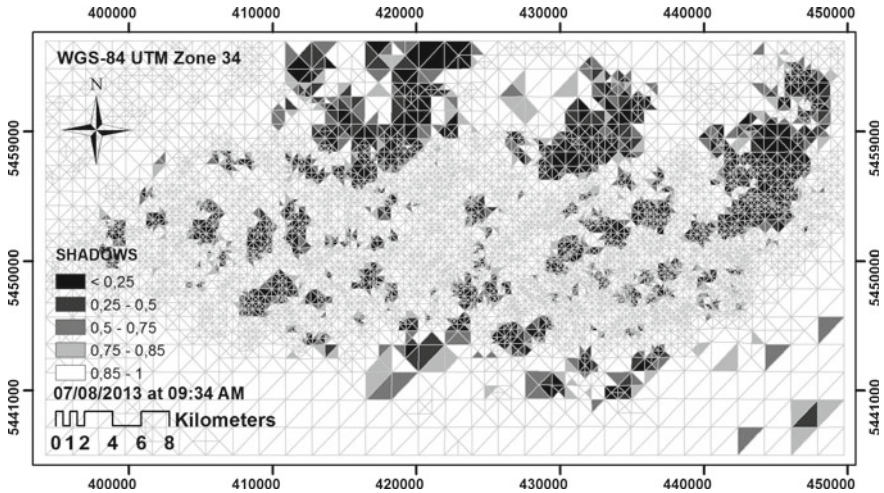 400000 410000 420000 430000 440000 450000
WGS-84 UTM Zone 34
N
5459000 5459000
5450000 5450000
SHADOWS
< 0,25
0,25 - 0,5
0,5 - 0,75
0,75 - 0,85
0,85 - 1
07/08/2013 at 09:34 AM
Kilometers
0 1 2 4 6 8
5441000 5441000
400000 410000 420000 430000 440000 450000